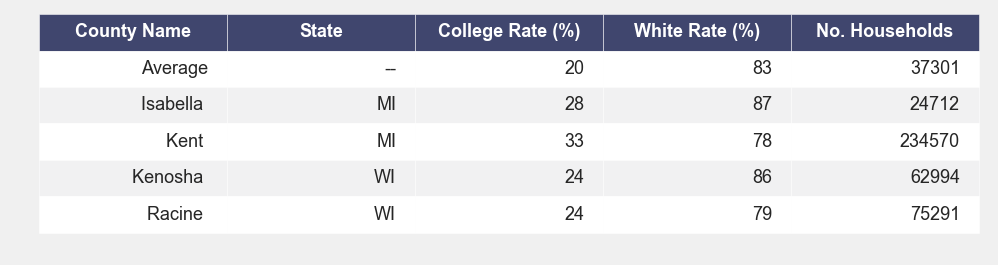 County Name State College Rate (%) White Rate (%) No. Households
Average -- 20 83 37301
Isabella MI 28 87 24712
Kent MI 33 78 234570
Kenosha WI 24 86 62994
Racine WI 24 79 75291